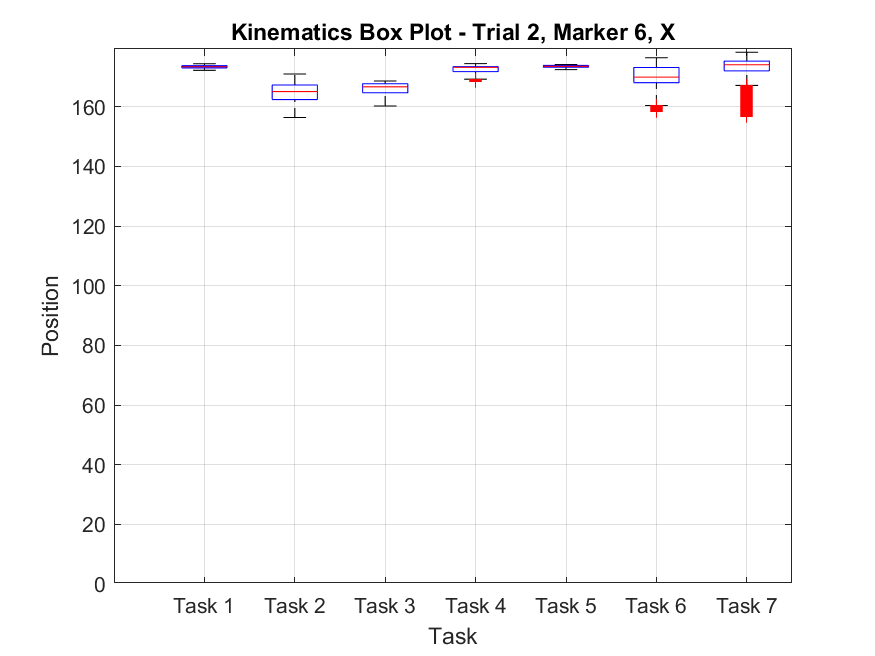 Kinematics Box Plot - Trial 2, Marker 6, X
160
140
120
100
80
60
40
20
0
Position
Task 1 Task 2 Task 3 Task 4 Task 5 Task 6 Task 7
Task